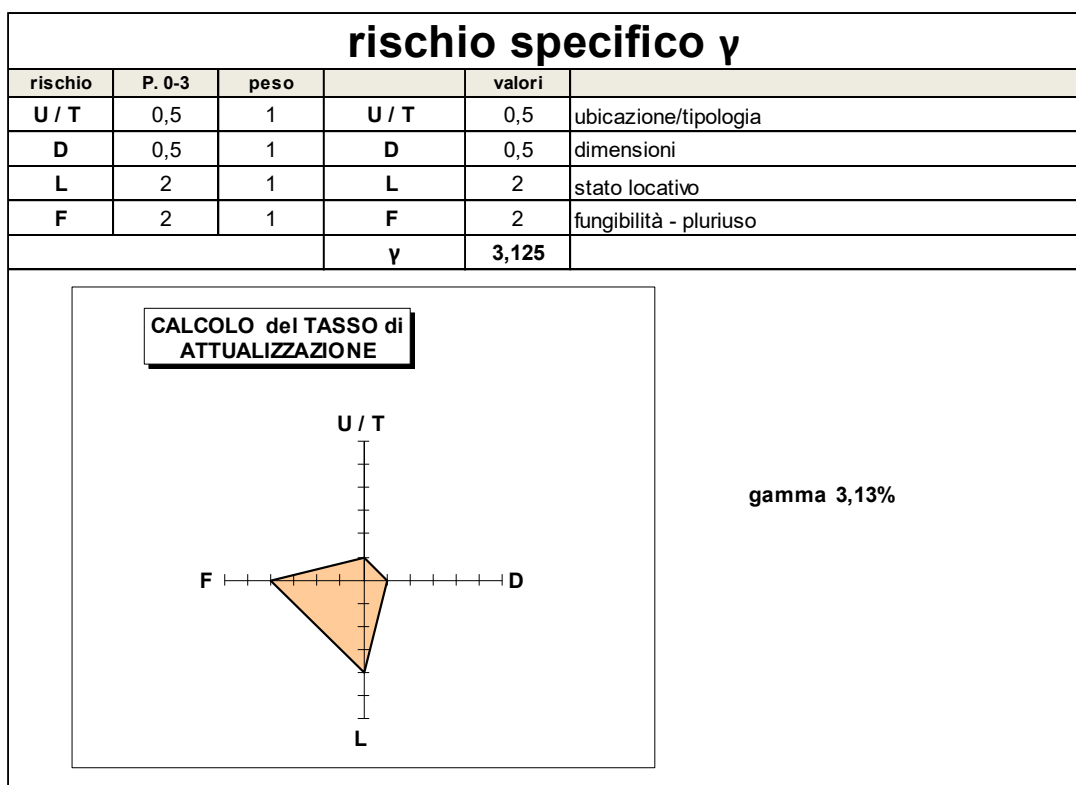 rischio specifico γ
rischio P. 0-3 peso valori
U / T 0,5 1 U / T 0,5 ubicazione/tipologia
D 0,5 1 D 0,5 dimensioni
L 2 1 L 2 stato locativo
F 2 1 F 2 fungibilità - pluriuso
γ 3,125
CALCOLO del TASSO di
ATTUALIZZAZIONE
U / T
gamma 3,13%
F D
L